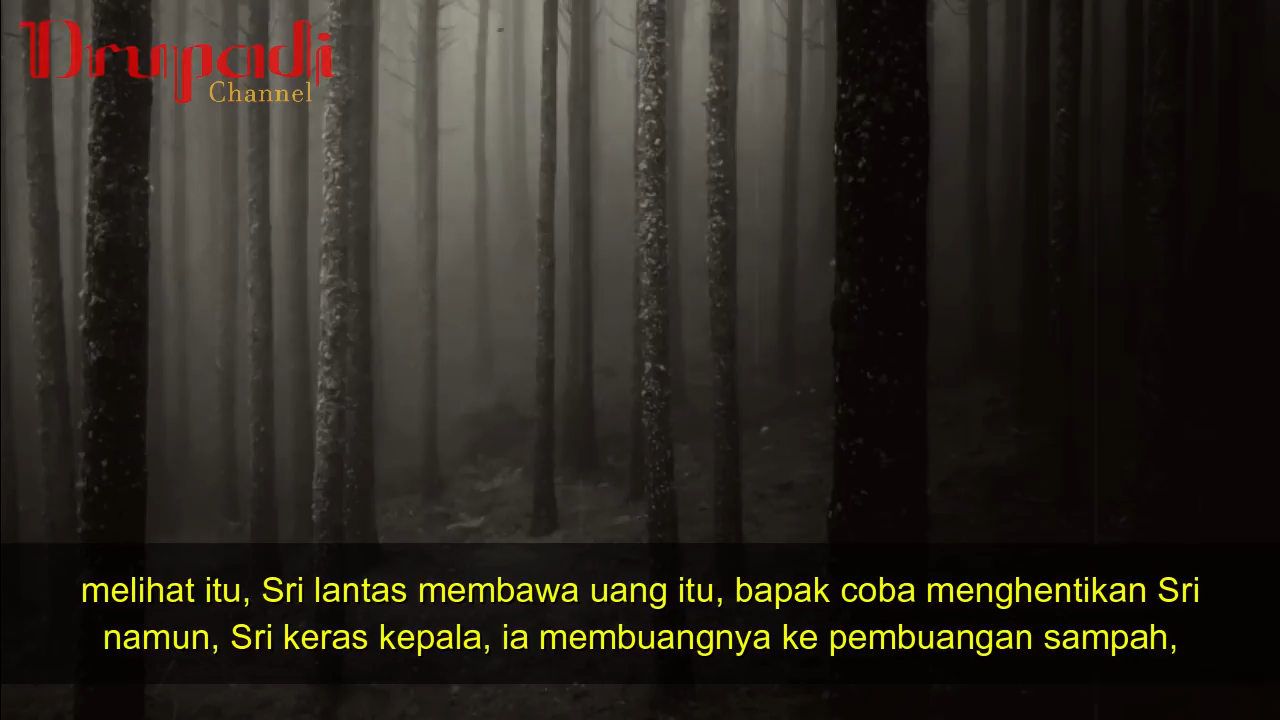 Drupadi
Channel
melihat itu, Sri lantas membawa uang itu, bapak coba menghentikan Sri
namun, Sri keras kepala, ia membuangnya ke pembuangan sampah,